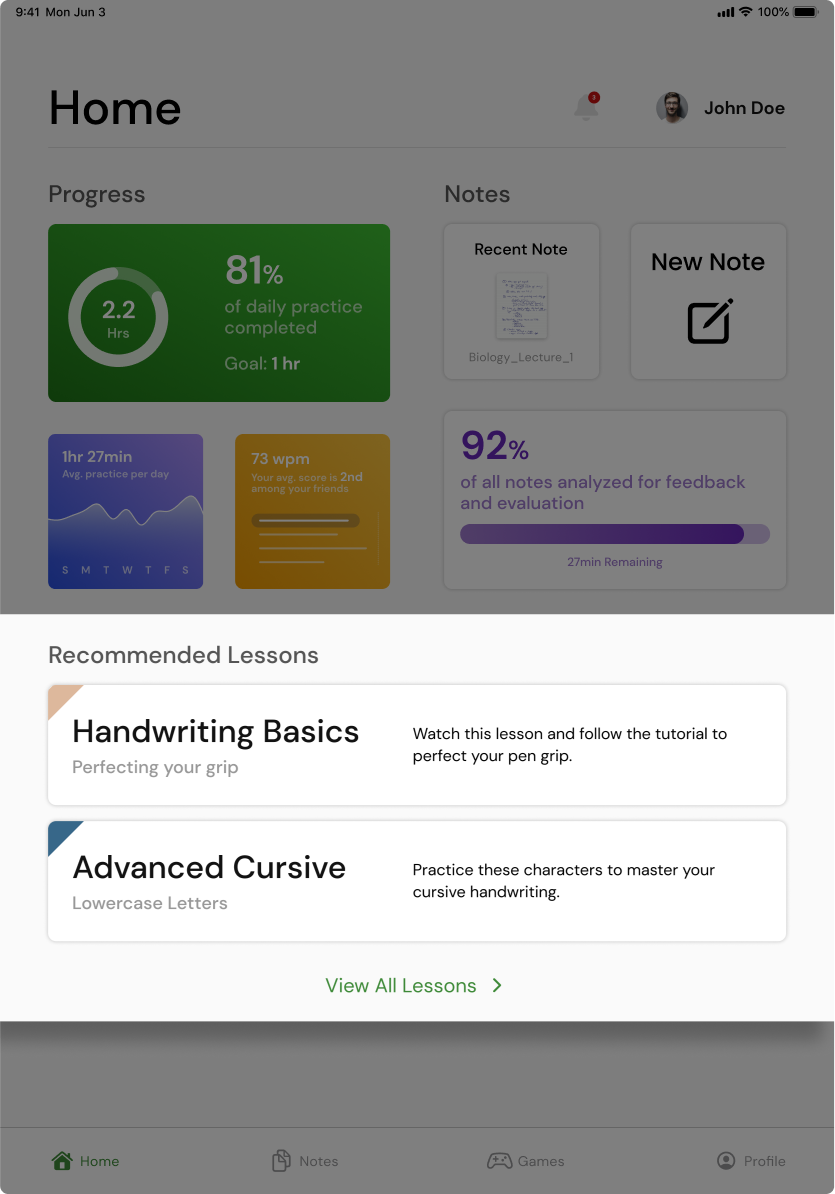 9:41 Mon Jun 3
100%
Home
3
John Doe
Progress
2.2
Hrs
81%
of daily practice
completed
Goal: 1 hr
1hr 27min
Avg. practice per day
S M T W T F S
73 wpm
Your avg. score is 2nd
among your friends
Notes
Recent Note
Biology_Lecture_1
New Note
92%
of all notes analyzed for feedback
and evaluation
27min Remaining
Recommended Lessons
Handwriting Basics
Perfecting your grip
Watch this lesson and follow the tutorial to
perfect your pen grip.
Advanced Cursive
Lowercase Letters
Practice these characters to master your
cursive handwriting.
View All Lessons
Home
Notes
Games
Profile